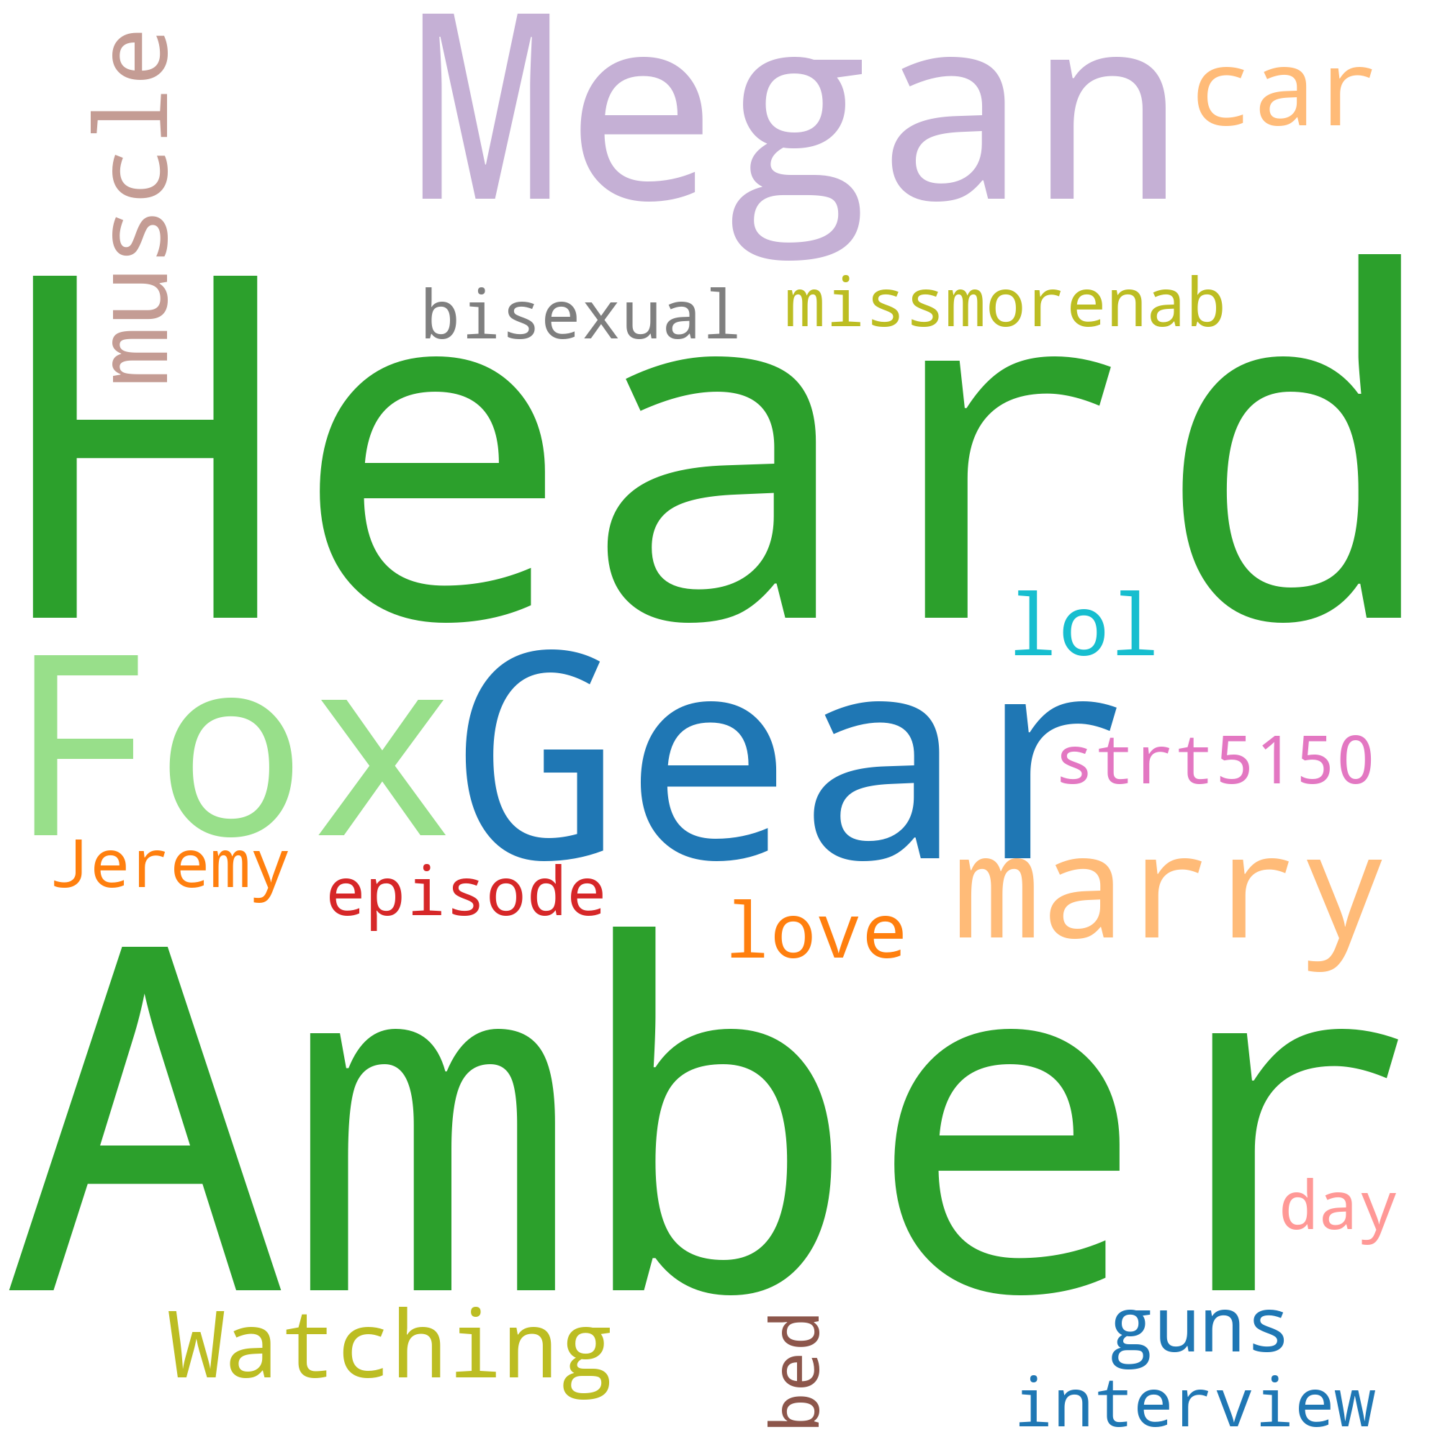 muscle
Megan
car
bisexual
missmorenab
Heard
lol
Fox
Gear
strt5150
Jeremy
episode
love
marry
Amber
day
Watching
bed
guns
interview